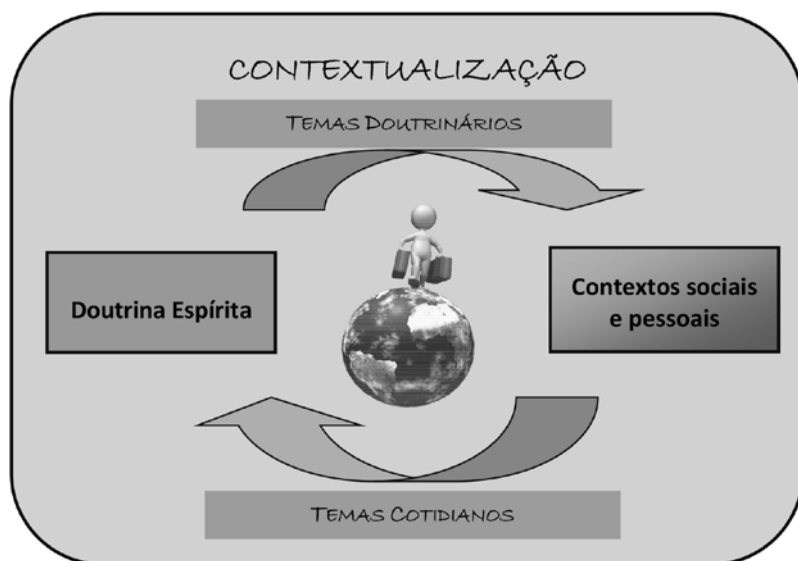 CONTEXTUALIZAÇÃO
TEMAS DOUTRINÁRIOS
Doutrina Espírita
Contextos sociais
e pessoais
TEMAS COTIDIANOS